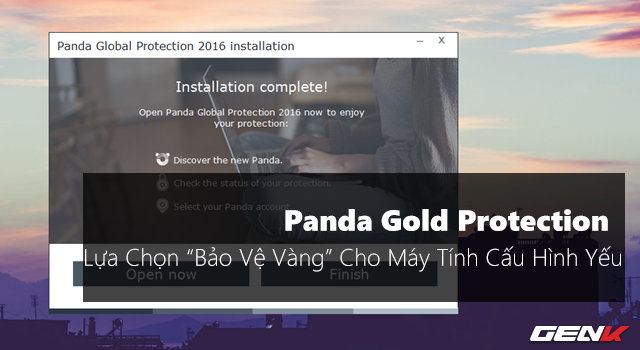 Panda Global Protection 2016 installation
Installation complete!
Open Panda Global Protection 2016 now to enjoy
your protection:
Discover the new Panda.
Check the status of your protection.
Select your Panda account.
Panda Gold Protection
Lựa Chọn “Bảo Vệ Vàng” Cho Máy Tính Cấu Hình Yếu
Open now
Finish
GENK